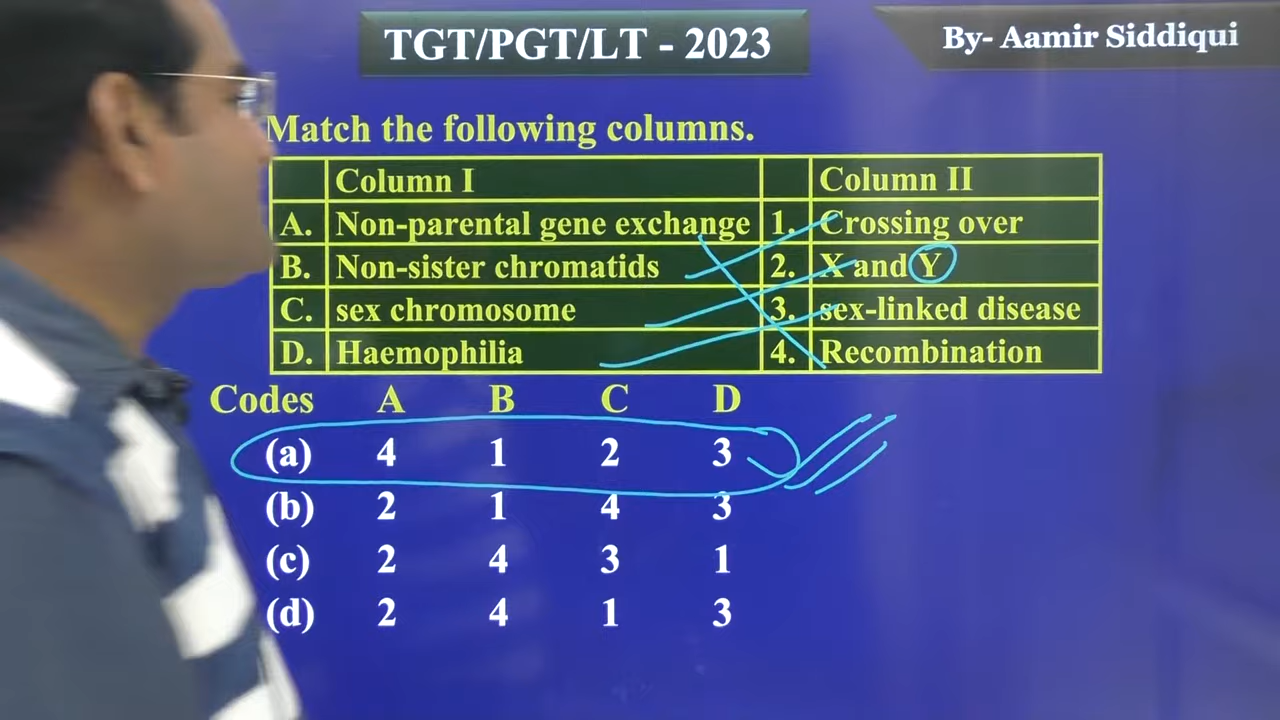 TGT/PGT/LT - 2023
By- Aamir Siddiqui
Match the following columns.
Column I Column II
A. Non-parental gene exchange 1. Crossing over
B. Non-sister chromatids 2. X and Y
C. sex chromosome 3. sex-linked disease
D. Haemophilia 4. Recombination
Codes A B C D
(a) 4 1 2 3
(b) 2 1 4 3
(c) 2 4 3 1
(d) 2 4 1 3